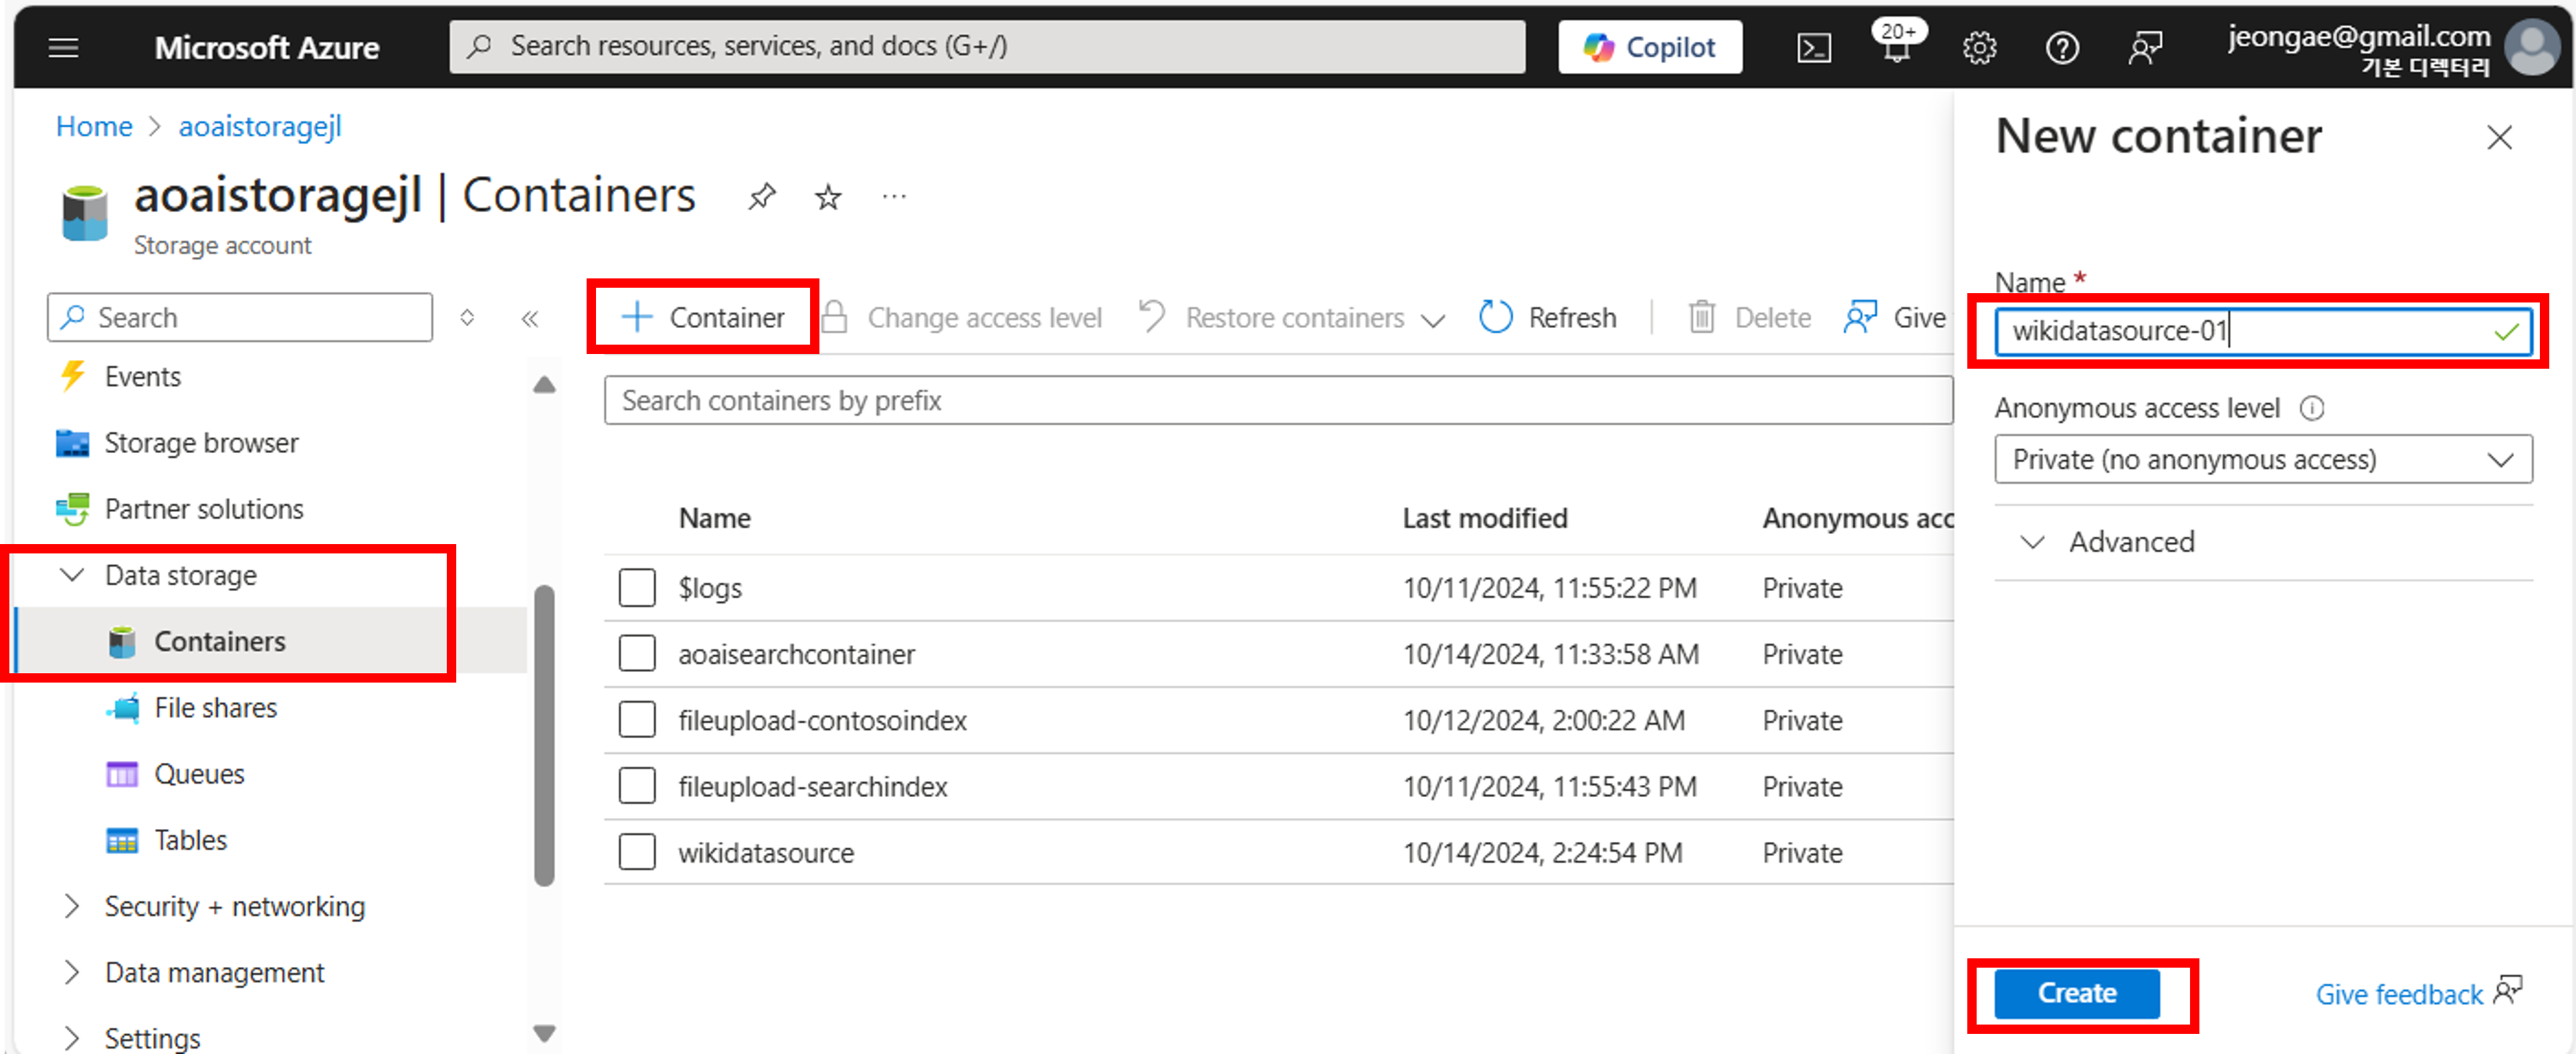 Microsoft Azure
Search resources, services, and docs (G+/)
Copilot
20+
jeongae@gmail.com
기본 디렉터리
Home > aoaistoragejl
aoaistoragejl | Containers
Storage account
Search
Events
Storage browser
Partner solutions
Data storage
Containers
File shares
Queues
Tables
Security + networking
Data management
Settings
+ Container
Change access level
Restore containers
Refresh
Delete
Give
Search containers by prefix
Name Last modified Anonymous acc
$logs 10/11/2024, 11:55:22 PM Private
aoaisearchcontainer 10/14/2024, 11:33:58 AM Private
fileupload-contosoindex 10/12/2024, 2:00:22 AM Private
fileupload-searchindex 10/11/2024, 11:55:43 PM Private
wikidatasource 10/14/2024, 2:24:54 PM Private
New container
Name *
wikidatasource-01
Anonymous access level
Private (no anonymous access)
Advanced
Create
Give feedback